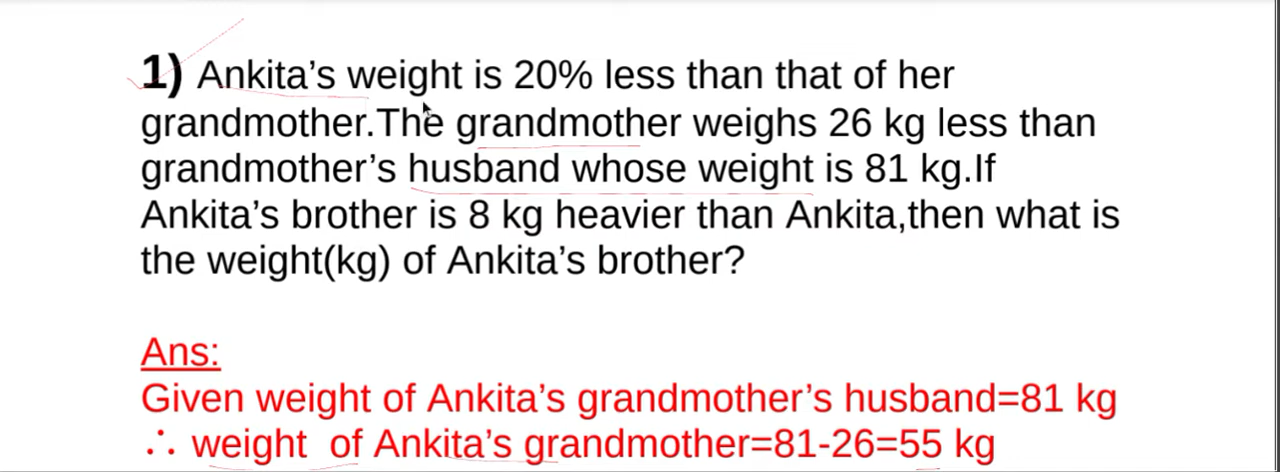 1) Ankita’s weight is 20% less than that of her
grandmother.The grandmother weighs 26 kg less than
grandmother’s husband whose weight is 81 kg.If
Ankita’s brother is 8 kg heavier than Ankita,then what is
the weight(kg) of Ankita’s brother?
Ans:
Given weight of Ankita’s grandmother’s husband=81 kg
∴ weight of Ankita’s grandmother=81-26=55 kg